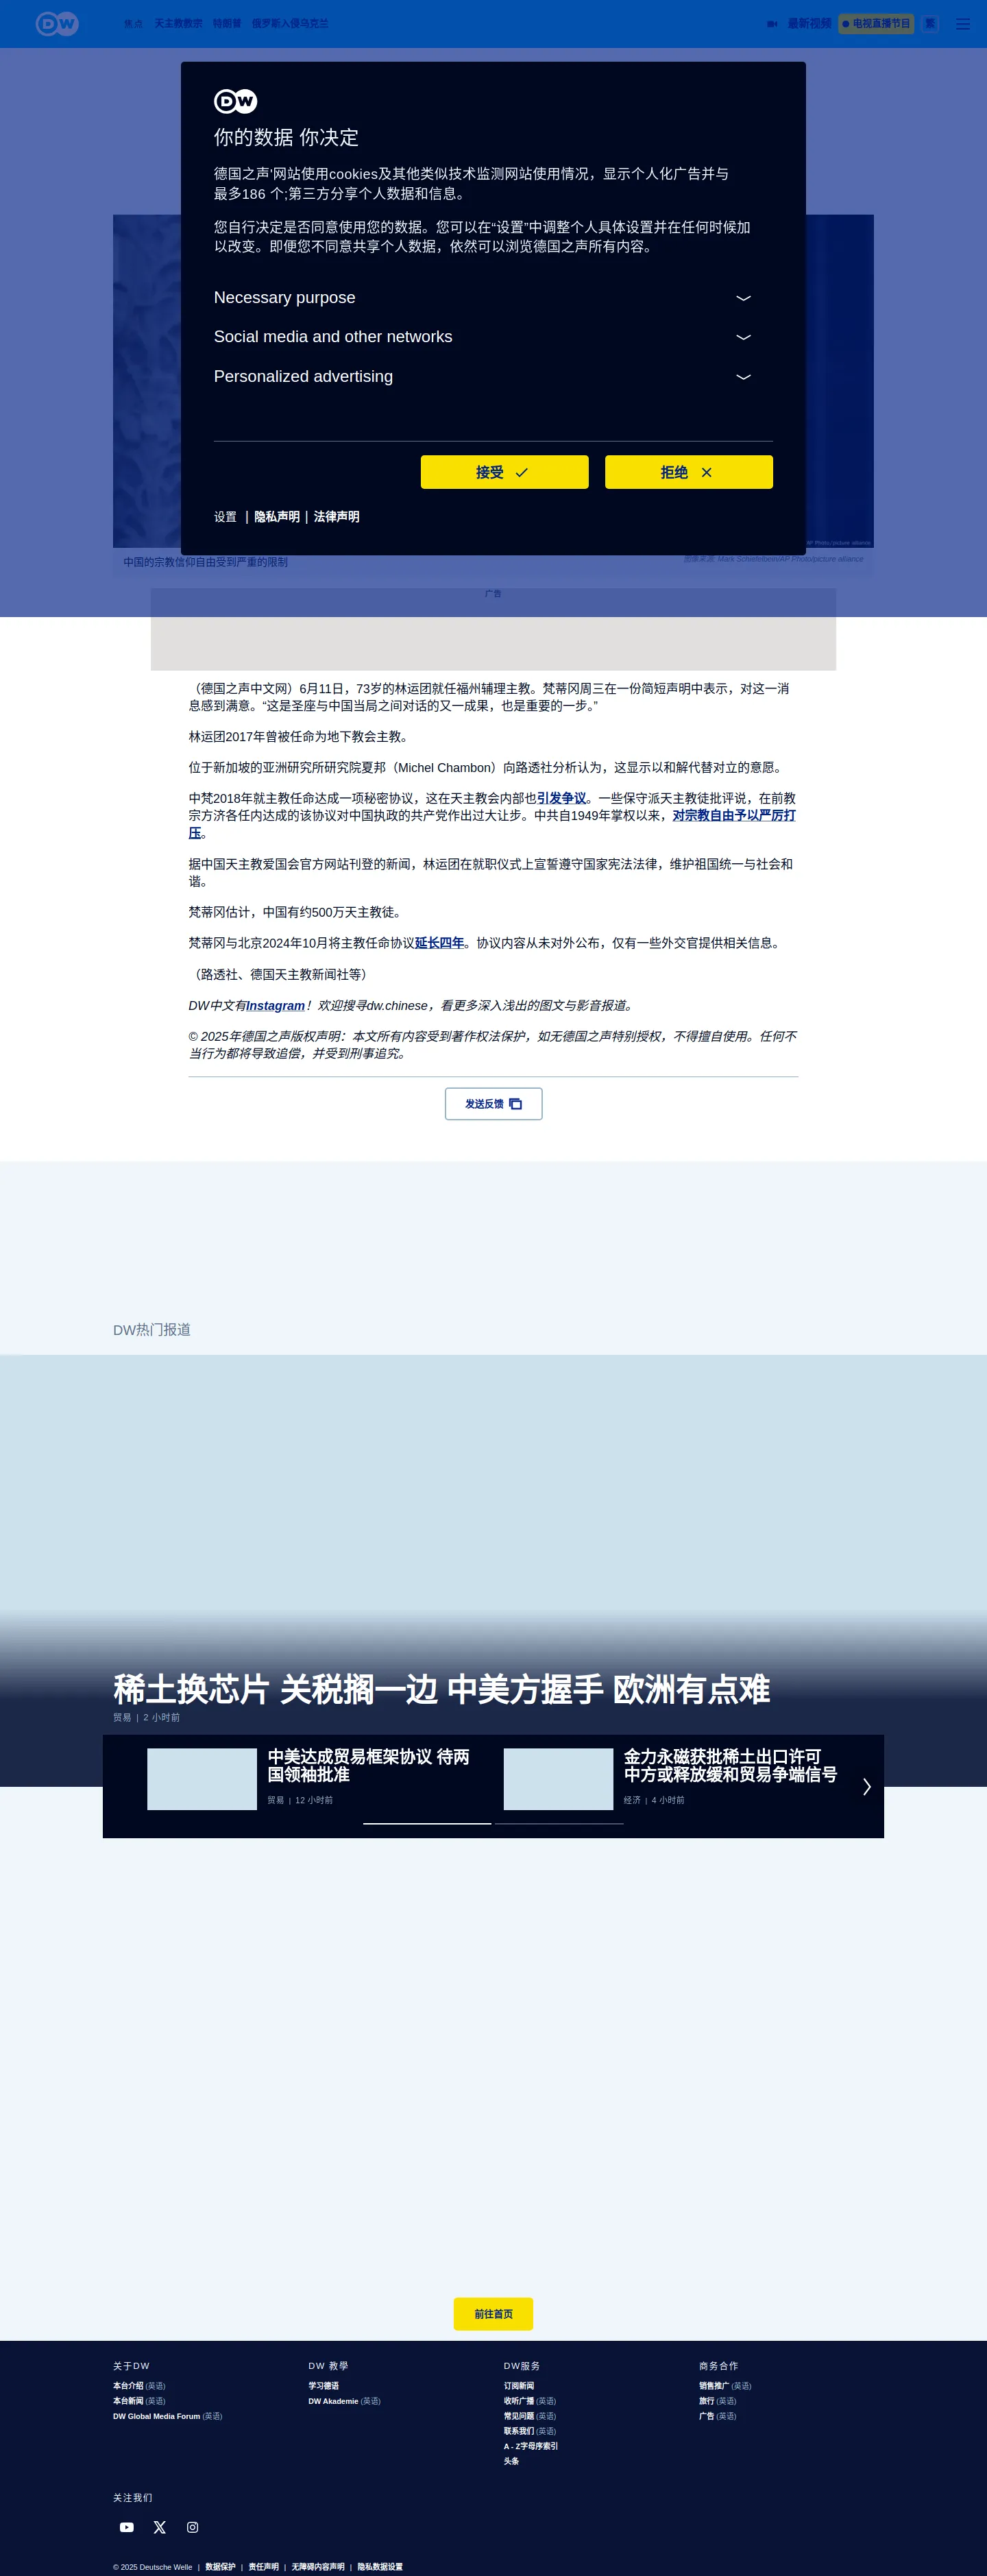 DW
焦点 天主教教宗 特朗普 俄罗斯入侵乌克兰
最新视频 电视直播节目 繁
DW
你的数据 你决定
德国之声'网站使用cookies及其他类似技术监测网站使用情况，显示个人化广告并与
最多186 个;第三方分享个人数据和信息。
您自行决定是否同意使用您的数据。您可以在“设置”中调整个人具体设置并在任何时候加
以改变。即便您不同意共享个人数据，依然可以浏览德国之声所有内容。
Necessary purpose
Social media and other networks
Personalized advertising
接受 拒绝
设置 | 隐私声明 | 法律声明
AP Photo/picture alliance
中国的宗教信仰自由受到严重的限制
图像来源: Mark Schiefelbein/AP Photo/picture alliance
广告
（德国之声中文网）6月11日，73岁的林运团就任福州辅理主教。梵蒂冈周三在一份简短声明中表示，对这一消
息感到满意。“这是圣座与中国当局之间对话的又一成果，也是重要的一步。”
林运团2017年曾被任命为地下教会主教。
位于新加坡的亚洲研究所研究院夏邦（Michel Chambon）向路透社分析认为，这显示以和解代替对立的意愿。
中梵2018年就主教任命达成一项秘密协议，这在天主教会内部也引发争议。一些保守派天主教徒批评说，在前教
宗方济各任内达成的该协议对中国执政的共产党作出过大让步。中共自1949年掌权以来，对宗教自由予以严厉打
压。
据中国天主教爱国会官方网站刊登的新闻，林运团在就职仪式上宣誓遵守国家宪法法律，维护祖国统一与社会和
谐。
梵蒂冈估计，中国有约500万天主教徒。
梵蒂冈与北京2024年10月将主教任命协议延长四年。协议内容从未对外公布，仅有一些外交官提供相关信息。
（路透社、德国天主教新闻社等）
DW中文有Instagram！欢迎搜寻dw.chinese，看更多深入浅出的图文与影音报道。
© 2025年德国之声版权声明：本文所有内容受到著作权法保护，如无德国之声特别授权，不得擅自使用。任何不
当行为都将导致追偿，并受到刑事追究。
发送反馈
DW热门报道
稀土换芯片 关税搁一边 中美方握手 欧洲有点难
贸易 | 2 小时前
中美达成贸易框架协议 待两
国领袖批准
贸易 | 12 小时前
金力永磁获批稀土出口许可
中方或释放缓和贸易争端信号
经济 | 4 小时前
前往首页
关于DW
本台介绍 (英语)
本台新闻 (英语)
DW Global Media Forum (英语)
DW 教學
学习德语
DW Akademie (英语)
DW服务
订阅新闻
收听广播 (英语)
常见问题 (英语)
联系我们 (英语)
A - Z字母序索引
头条
商务合作
销售推广 (英语)
旅行 (英语)
广告 (英语)
关注我们
© 2025 Deutsche Welle | 数据保护 | 责任声明 | 无障碍内容声明 | 隐私数据设置